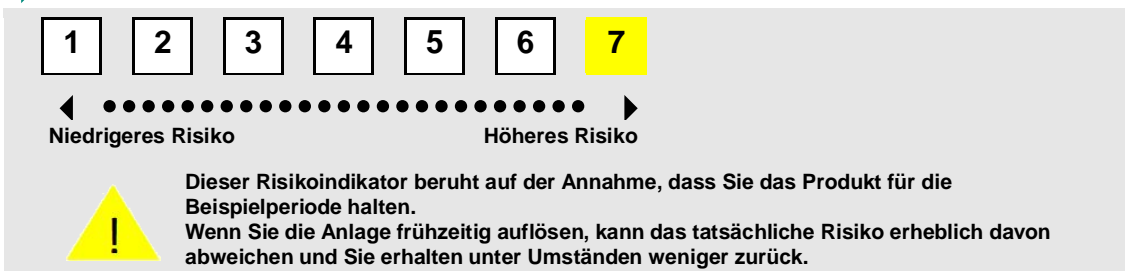 1 2 3 4 5 6 7
Niedrigeres Risiko Höheres Risiko
Dieser Risikoindikator beruht auf der Annahme, dass Sie das Produkt für die
Beispielperiode halten.
! Wenn Sie die Anlage frühzeitig auflösen, kann das tatsächliche Risiko erheblich davon
abweichen und Sie erhalten unter Umständen weniger zurück.